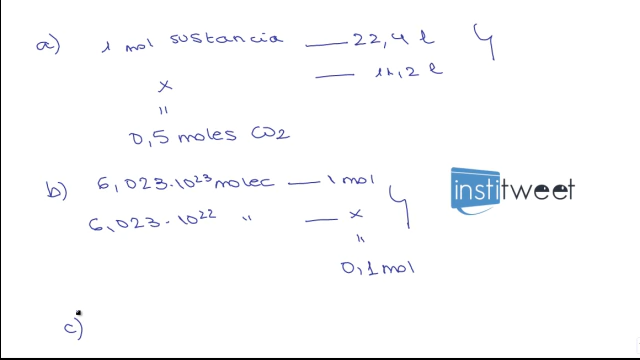 a) 1 mol sustancia — 22,4 l
x — 11,2 l
"
0,5 moles CO2
b) 6,023·10²³ molec — 1 mol
6,023·10²² " — x
"
0,1 mol
institweet
c)